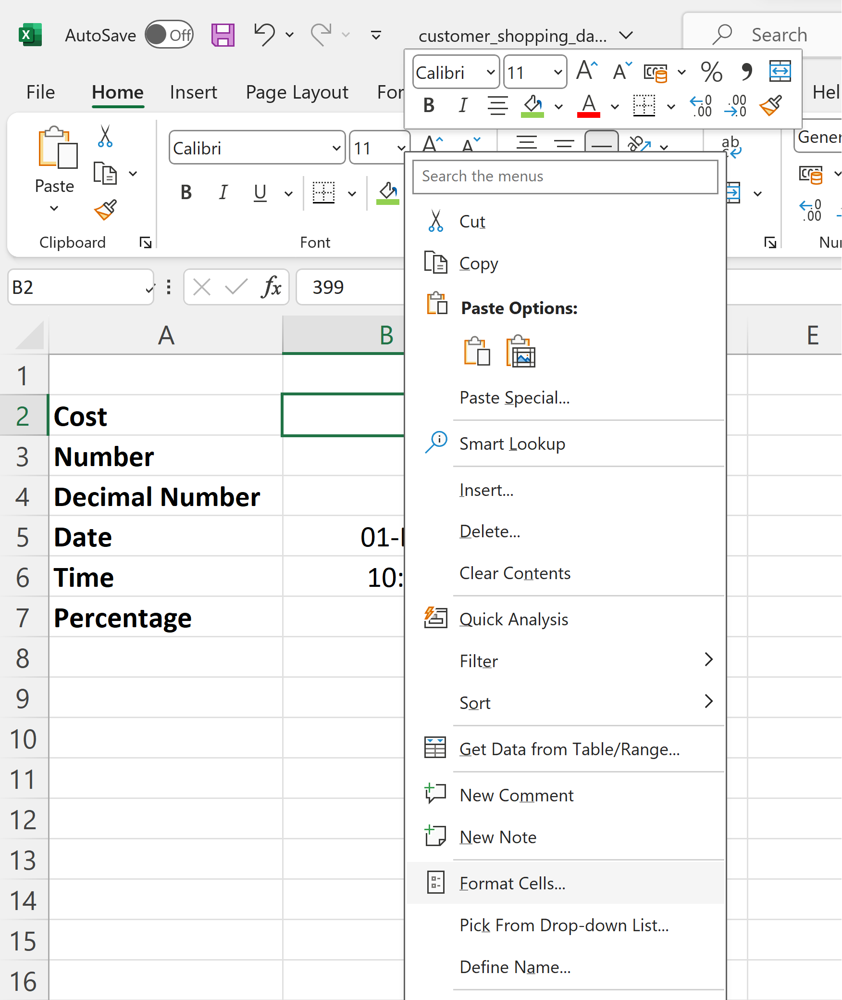 AutoSave Off customer_shopping_da... Search
Calibri 11
File Home Insert Page Layout For Hel
B I A
Paste Calibri 11 ab Gener
B I U
Clipboard Font Nu
B2 fx 399
A B E
1
2 Cost
3 Number
4 Decimal Number
5 Date 01-
6 Time 10:
7 Percentage
8
9
10
11
12
13
14
15
16
Search the menus
Cut
Copy
Paste Options:
Paste Special...
Smart Lookup
Insert...
Delete...
Clear Contents
Quick Analysis
Filter
Sort
Get Data from Table/Range...
New Comment
New Note
Format Cells...
Pick From Drop-down List...
Define Name...